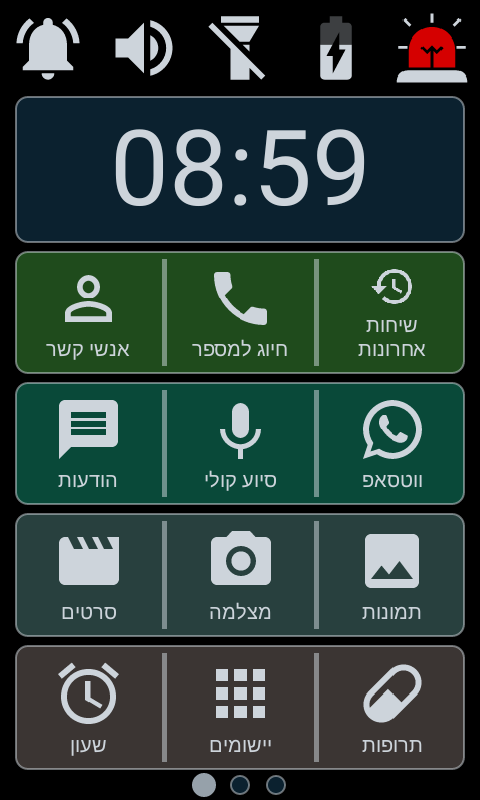 08:59
שיחות
אחרונות
חיוג למספר
אנשי קשר
ווטסאפ
סיוע קולי
הודעות
תמונות
מצלמה
סרטים
תרופות
יישומים
שעון